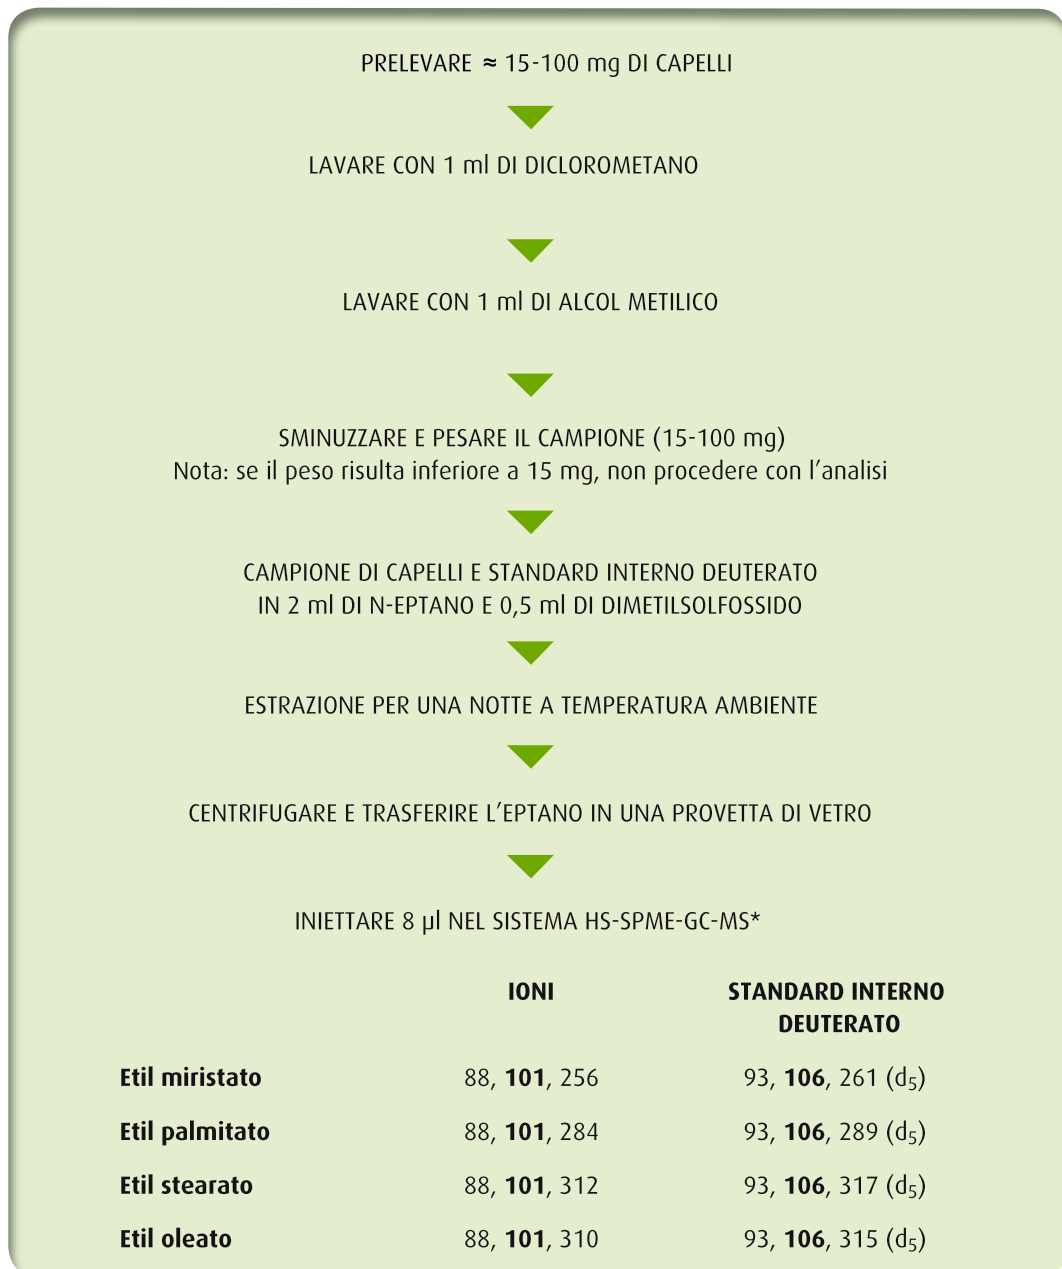 PRELEVARE ≈ 15-100 mg DI CAPELLI
LAVARE CON 1 ml DI DICLOROMETANO
LAVARE CON 1 ml DI ALCOL METILICO
SMINUZZARE E PESARE IL CAMPIONE (15-100 mg)
Nota: se il peso risulta inferiore a 15 mg, non procedere con l'analisi
CAMPIONE DI CAPELLI E STANDARD INTERNO DEUTERATO
IN 2 ml DI N-EPTANO E 0,5 ml DI DIMETILSOLFOSSIDO
ESTRAZIONE PER UNA NOTTE A TEMPERATURA AMBIENTE
CENTRIFUGARE E TRASFERIRE L'EPTANO IN UNA PROVETTA DI VETRO
INIETTARE 8 µl NEL SISTEMA HS-SPME-GC-MS*
IONI STANDARD INTERNO
DEUTERATO
Etil miristato 88, 101, 256 93, 106, 261 (d5)
Etil palmitato 88, 101, 284 93, 106, 289 (d5)
Etil stearato 88, 101, 312 93, 106, 317 (d5)
Etil oleato 88, 101, 310 93, 106, 315 (d5)